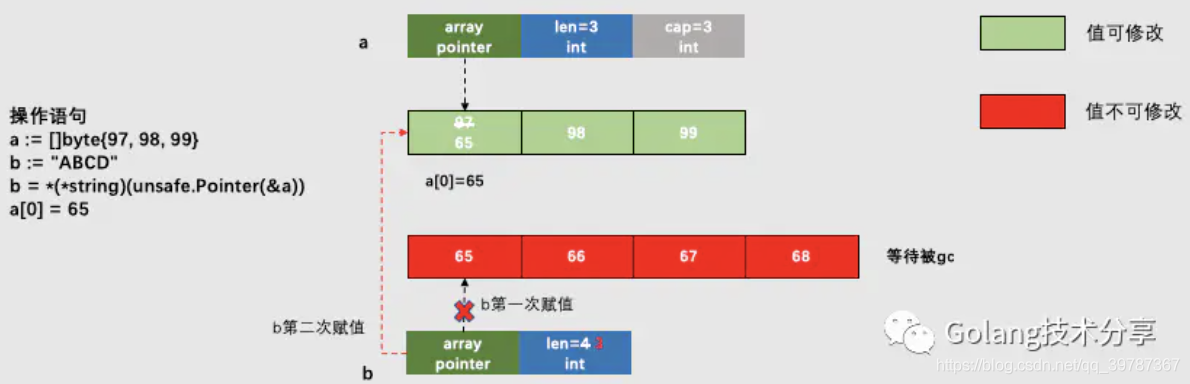 a
array
pointer
len=3
int
cap=3
int
值可修改
值不可修改
操作语句
a := []byte{97, 98, 99}
b := "ABCD"
b = *(*string)(unsafe.Pointer(&a))
a[0] = 65
97
65
98
99
a[0]=65
65
66
67
68
等待被gc
b第一次赋值
b第二次赋值
b
array
pointer
len=4 3
int
Golang技术分享
https://blog.csdn.net/qq_39787367